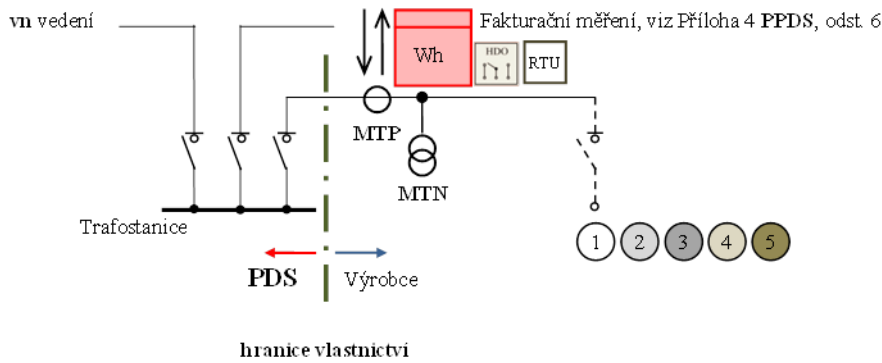 vn vedení
Fakturační měření, viz Příloha 4 PPDS, odst. 6
Wh
HDO
RTU
MTP
MTN
Trafostanice
1 2 3 4 5
PDS
Výrobce
hranice vlastnictví